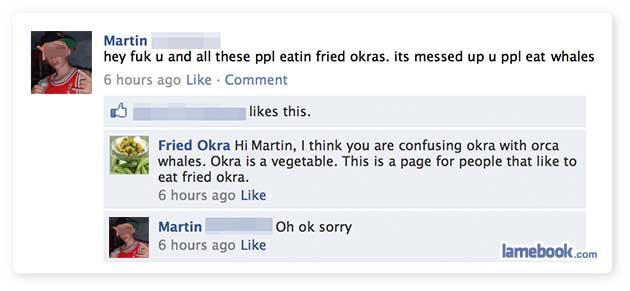 Martin
hey fuk u and all these ppl eatin fried okras. its messed up u ppl eat whales
6 hours ago Like · Comment
likes this.
Fried Okra Hi Martin, I think you are confusing okra with orca
whales. Okra is a vegetable. This is a page for people that like to
eat fried okra.
6 hours ago Like
Martin Oh ok sorry
6 hours ago Like
lamebook.com